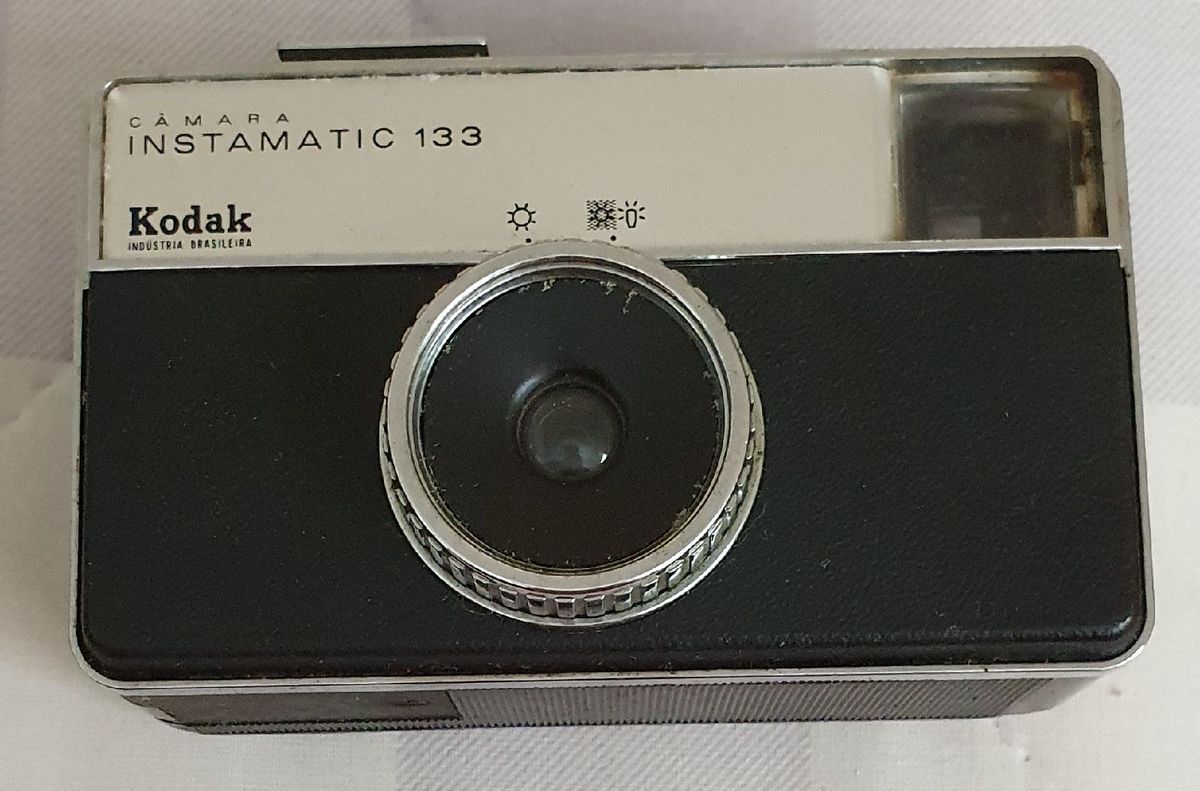 CÂMARA
INSTAMATIC 133
Kodak
INDÚSTRIA BRASILEIRA